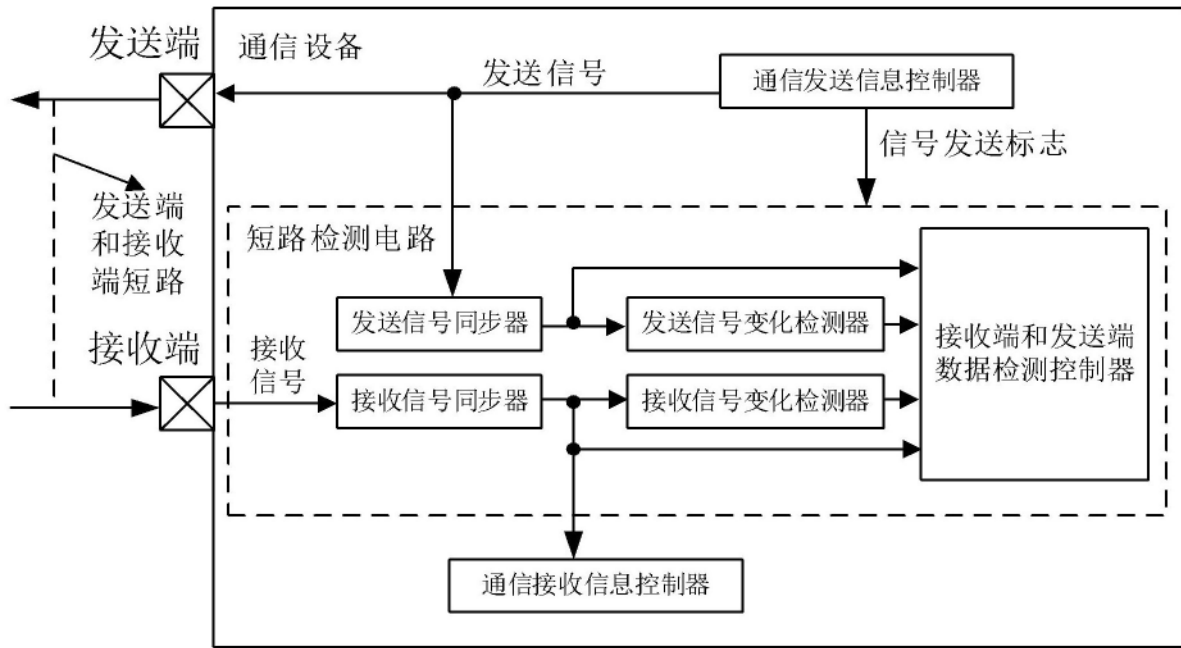 发送端
通信设备
发送信号
通信发送信息控制器
信号发送标志
发送端
和接收
端短路
短路检测电路
发送信号同步器
发送信号变化检测器
接收端和发送端
数据检测控制器
接收端
接收
信号
接收信号同步器
接收信号变化检测器
通信接收信息控制器